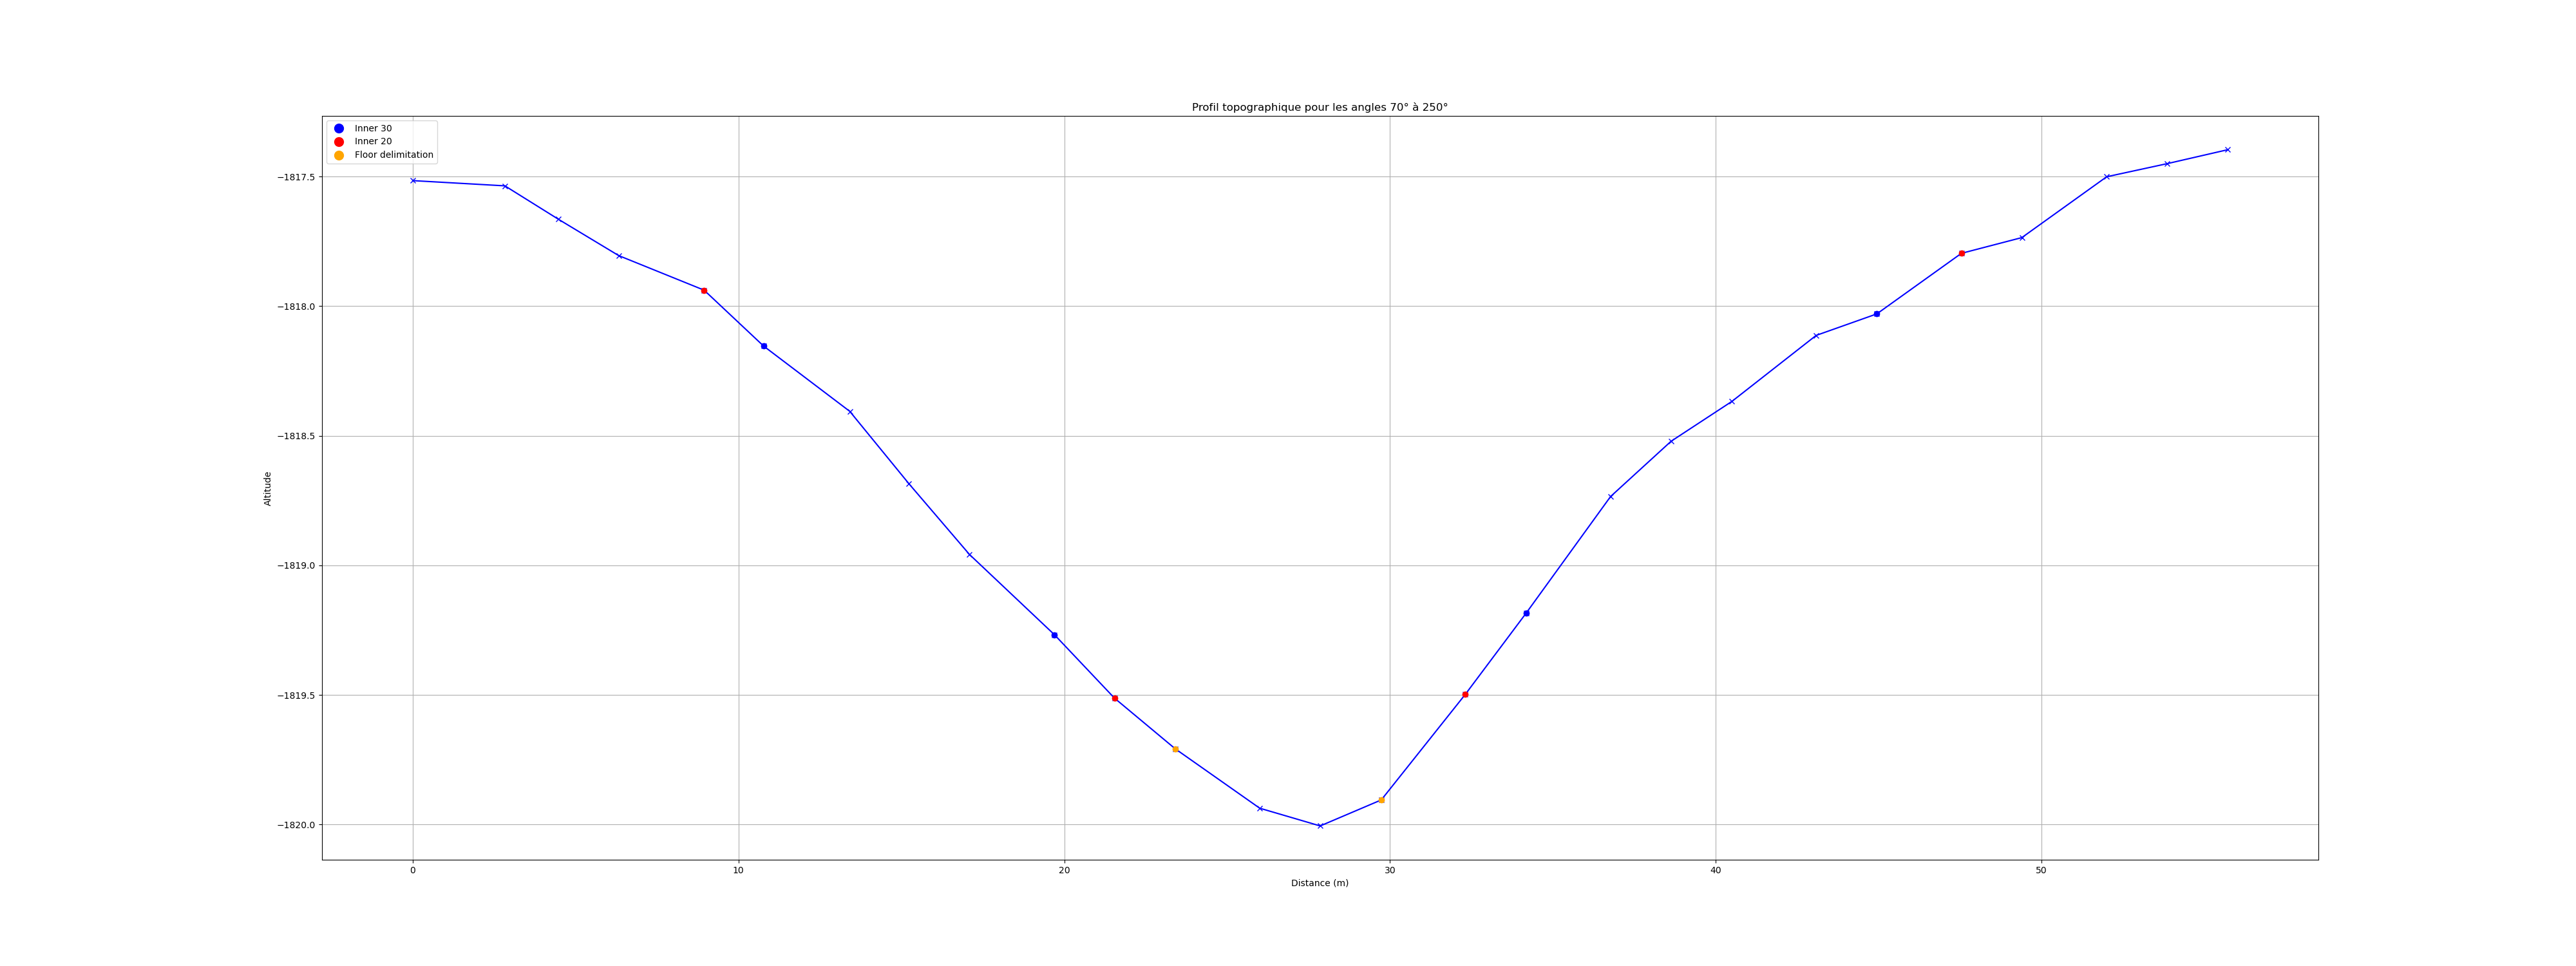 Profil topographique pour les angles 70° à 250°
Inner 30
Inner 20
Floor delimitation
−1817.5
−1818.0
−1818.5
−1819.0
−1819.5
−1820.0
Altitude
0 10 20 30 40 50
Distance (m)